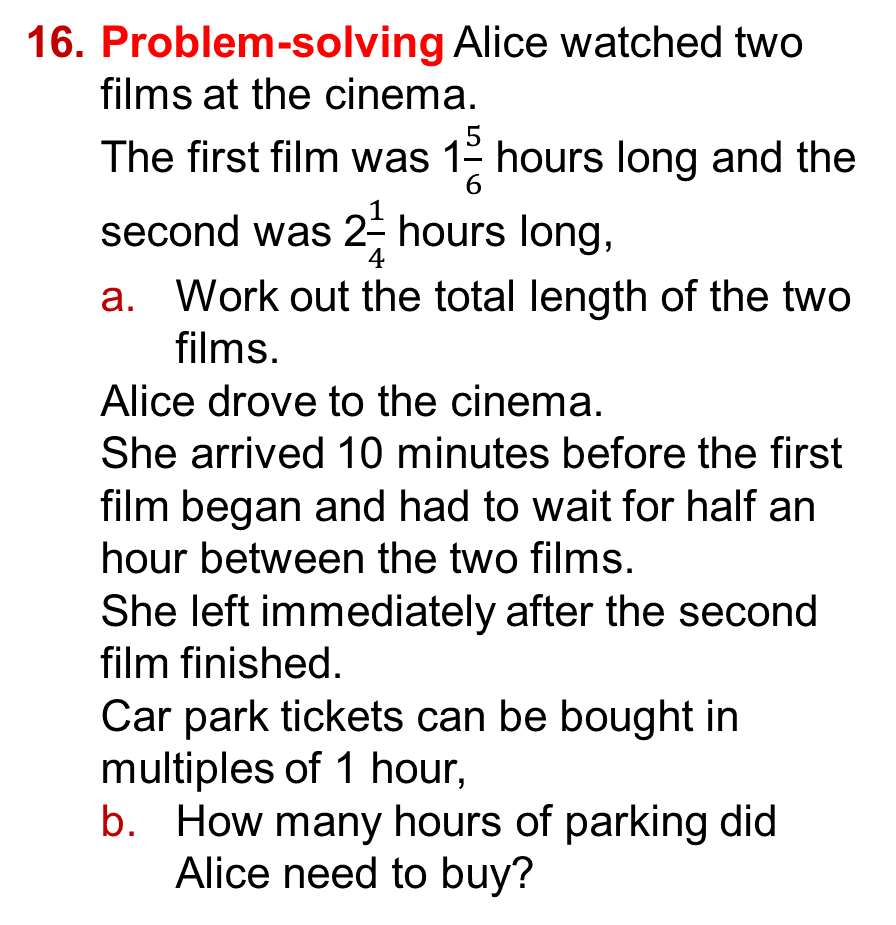 16. Problem-solving Alice watched two
films at the cinema.
The first film was 1 5/6 hours long and the
second was 2 1/4 hours long,
a. Work out the total length of the two
films.
Alice drove to the cinema.
She arrived 10 minutes before the first
film began and had to wait for half an
hour between the two films.
She left immediately after the second
film finished.
Car park tickets can be bought in
multiples of 1 hour,
b. How many hours of parking did
Alice need to buy?